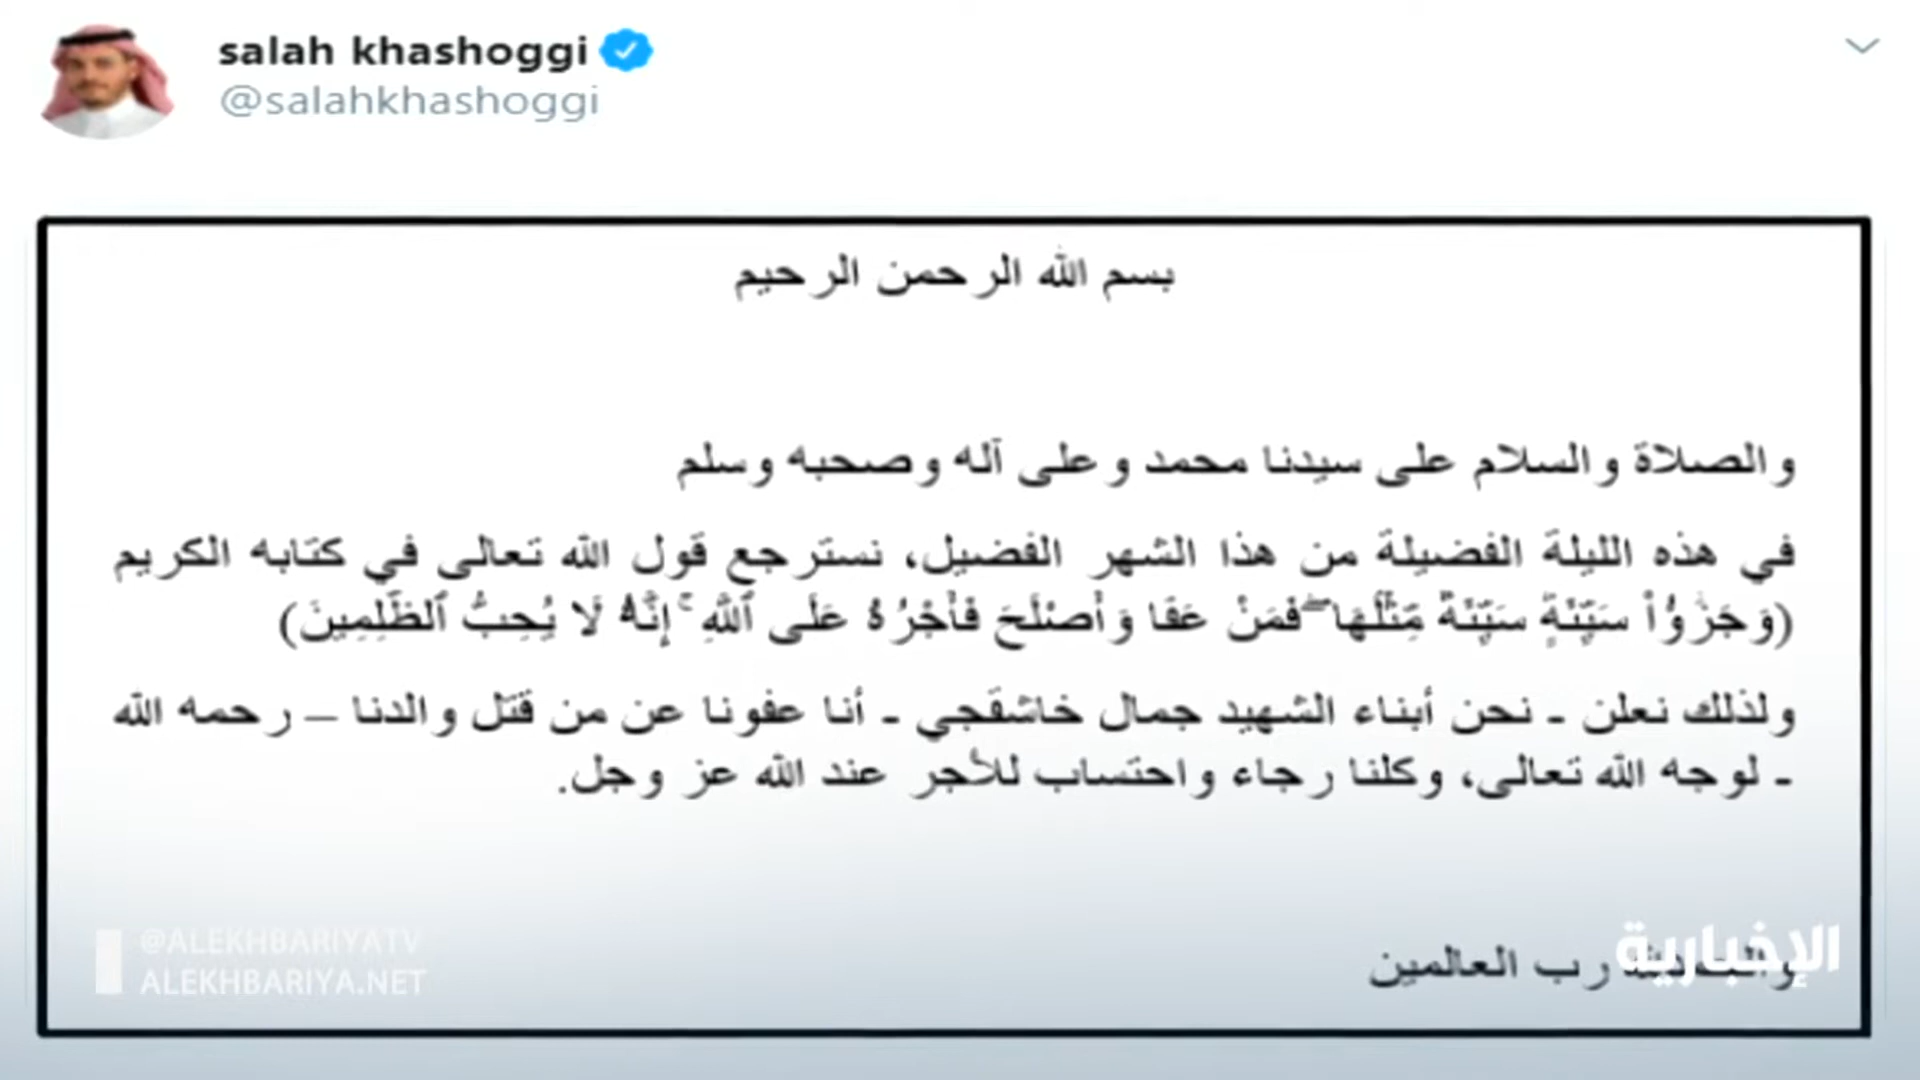 salah khashoggi
@salahkhashoggi
بسم الله الرحمن الرحيم
والصلاة والسلام على سيدنا محمد وعلى آله وصحبه وسلم
في هذه الليلة الفضيلة من هذا الشهر الفضيل، نسترجع قول الله تعالى في كتابه الكريم
(وَجَزَٰٓؤُا۟ سَيِّئَةٍۢ سَيِّئَةٌۭ مِّثْلُهَا ۖ فَمَنْ عَفَا وَأَصْلَحَ فَأَجْرُهُۥ عَلَى ٱللَّهِ ۚ إِنَّهُۥ لَا يُحِبُّ ٱلظَّٰلِمِينَ)
ولذلك نعلن - نحن أبناء الشهيد جمال خاشقجي - أنا عفونا عن من قتل والدنا – رحمه الله
- لوجه الله تعالى، وكلنا رجاء واحتساب للأجر عند الله عز وجل.
رب العالمين
الإخبارية
@ALEKHBARIYATV
ALEKHBARIYA.NET